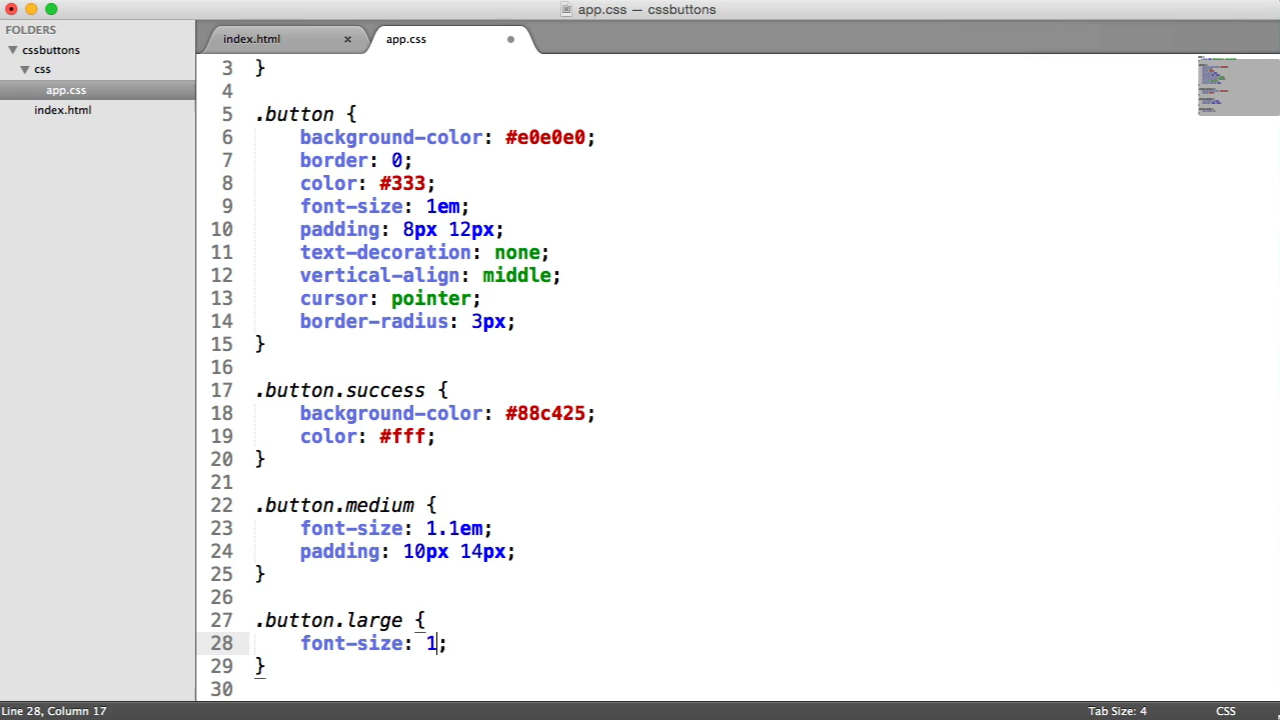 app.css — cssbuttons
FOLDERS
cssbuttons
css
app.css
index.html
index.html ×
app.css
3 }
4
5 .button {
6 background-color: #e0e0e0;
7 border: 0;
8 color: #333;
9 font-size: 1em;
10 padding: 8px 12px;
11 text-decoration: none;
12 vertical-align: middle;
13 cursor: pointer;
14 border-radius: 3px;
15 }
16
17 .button.success {
18 background-color: #88c425;
19 color: #fff;
20 }
21
22 .button.medium {
23 font-size: 1.1em;
24 padding: 10px 14px;
25 }
26
27 .button.large {
28 font-size: 1;
29 }
30
Line 28, Column 17
Tab Size: 4
CSS